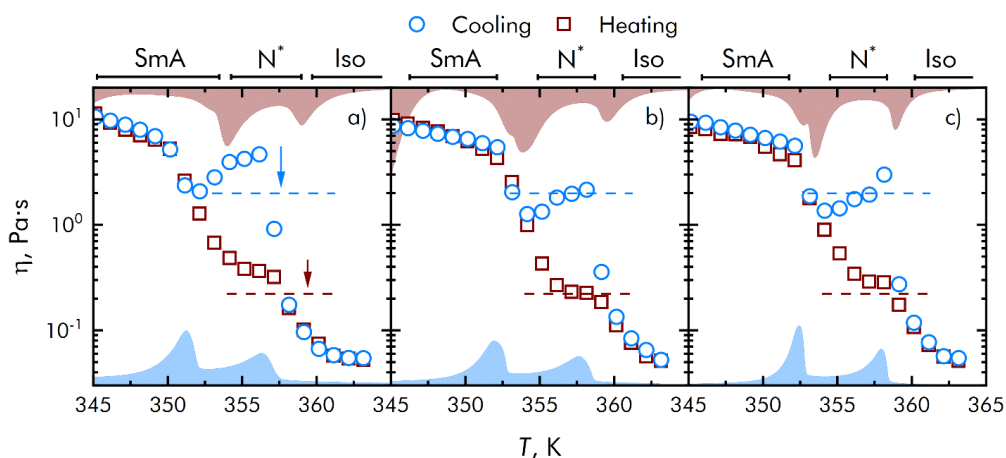 Cooling Heating
SmA N* Iso SmA N* Iso SmA N* Iso
a) b) c)
10¹
10⁰
10⁻¹
η, Pa·s
345 350 355 360 345 350 355 360 345 350 355 360 365
T, K